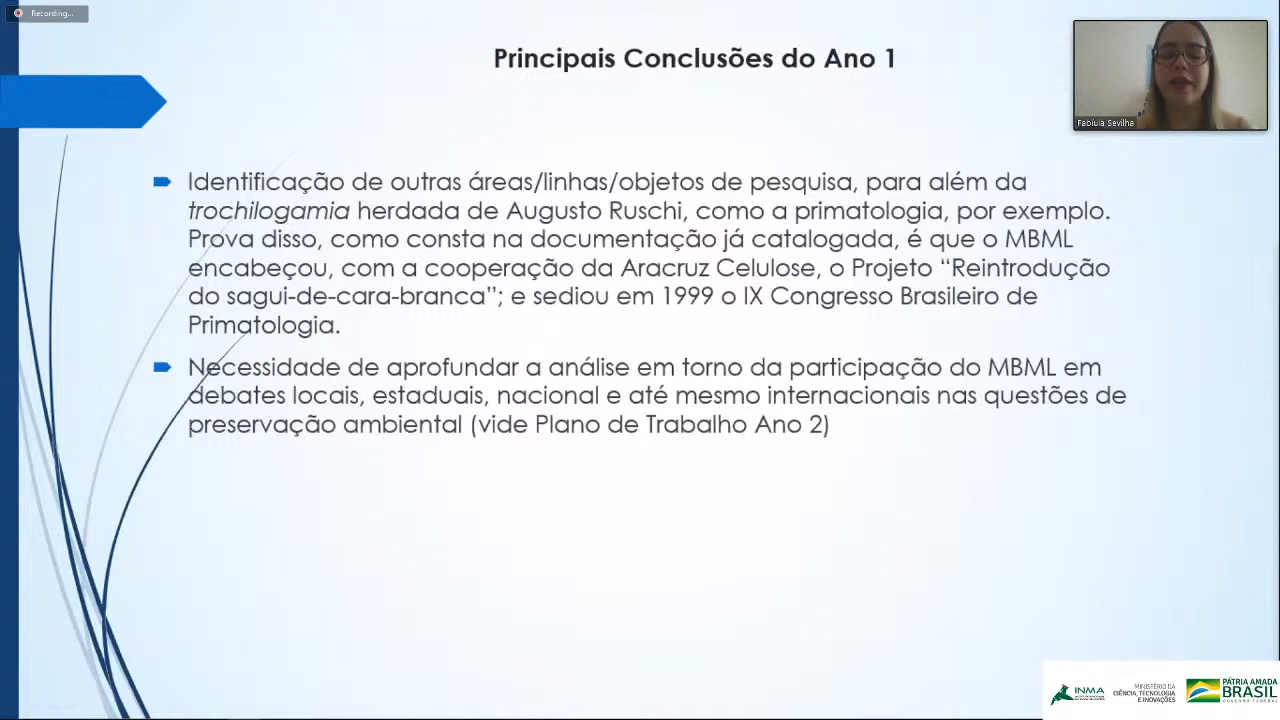 Recording...
Principais Conclusões do Ano 1
Fabíula Sevilha
Identificação de outras áreas/linhas/objetos de pesquisa, para além da
trochilogamia herdada de Augusto Ruschi, como a primatologia, por exemplo.
Prova disso, como consta na documentação já catalogada, é que o MBML
encabeçou, com a cooperação da Aracruz Celulose, o Projeto “Reintrodução
do sagui-de-cara-branca”; e sediou em 1999 o IX Congresso Brasileiro de
Primatologia.
Necessidade de aprofundar a análise em torno da participação do MBML em
debates locais, estaduais, nacional e até mesmo internacionais nas questões de
preservação ambiental (vide Plano de Trabalho Ano 2)
INMA
MINISTÉRIO DA
CIÊNCIA, TECNOLOGIA
E INOVAÇÕES
PÁTRIA AMADA
BRASIL
GOVERNO FEDERAL